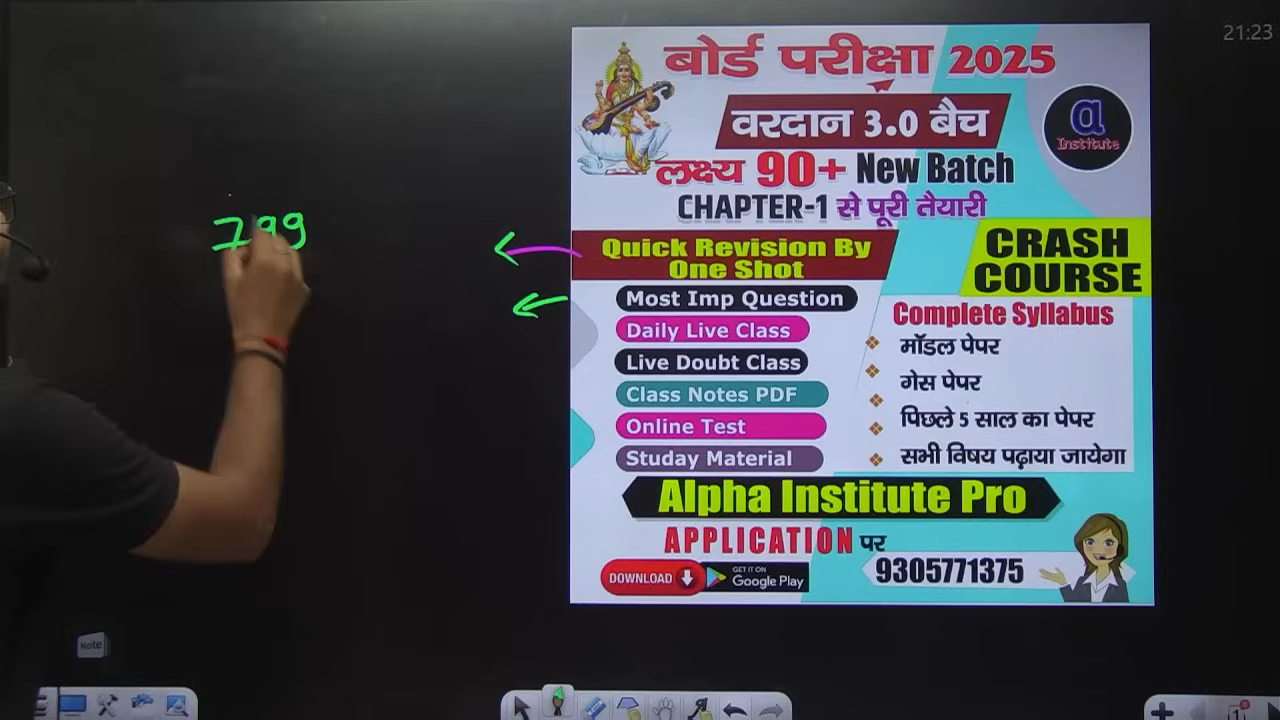 21:23
बोर्ड परीक्षा 2025
वरदान 3.0 बैच
a
Institute
लक्ष्य 90+ New Batch
CHAPTER-1 से पूरी तैयारी
799
Quick Revision By
One Shot
CRASH
COURSE
Most Imp Question
Daily Live Class
Live Doubt Class
Class Notes PDF
Online Test
Studay Material
Complete Syllabus
मॉडल पेपर
गेस पेपर
पिछले 5 साल का पेपर
सभी विषय पढ़ाया जायेगा
Alpha Institute Pro
APPLICATION पर
DOWNLOAD
GET IT ON
Google Play
9305771375
Note